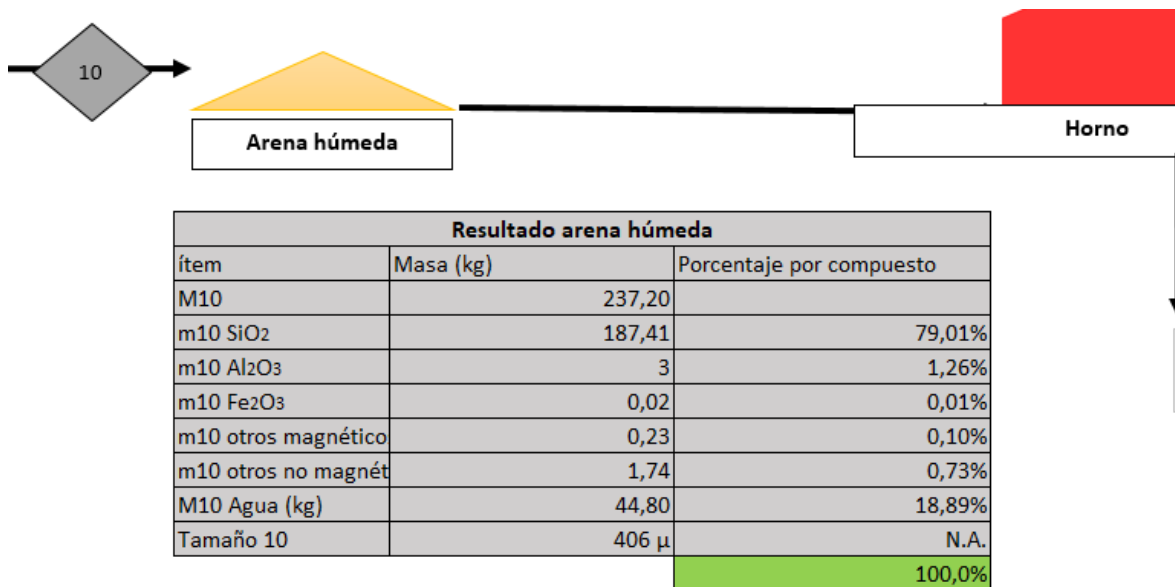 10
Arena húmeda
Horno
Resultado arena húmeda
ítem Masa (kg) Porcentaje por compuesto
M10 237,20
m10 SiO2 187,41 79,01%
m10 Al2O3 3 1,26%
m10 Fe2O3 0,02 0,01%
m10 otros magnético 0,23 0,10%
m10 otros no magnét 1,74 0,73%
M10 Agua (kg) 44,80 18,89%
Tamaño 10 406 µ N.A.
100,0%